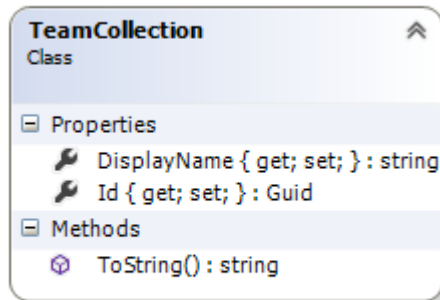 TeamCollection
Class
Properties
DisplayName { get; set; } : string
Id { get; set; } : Guid
Methods
ToString() : string